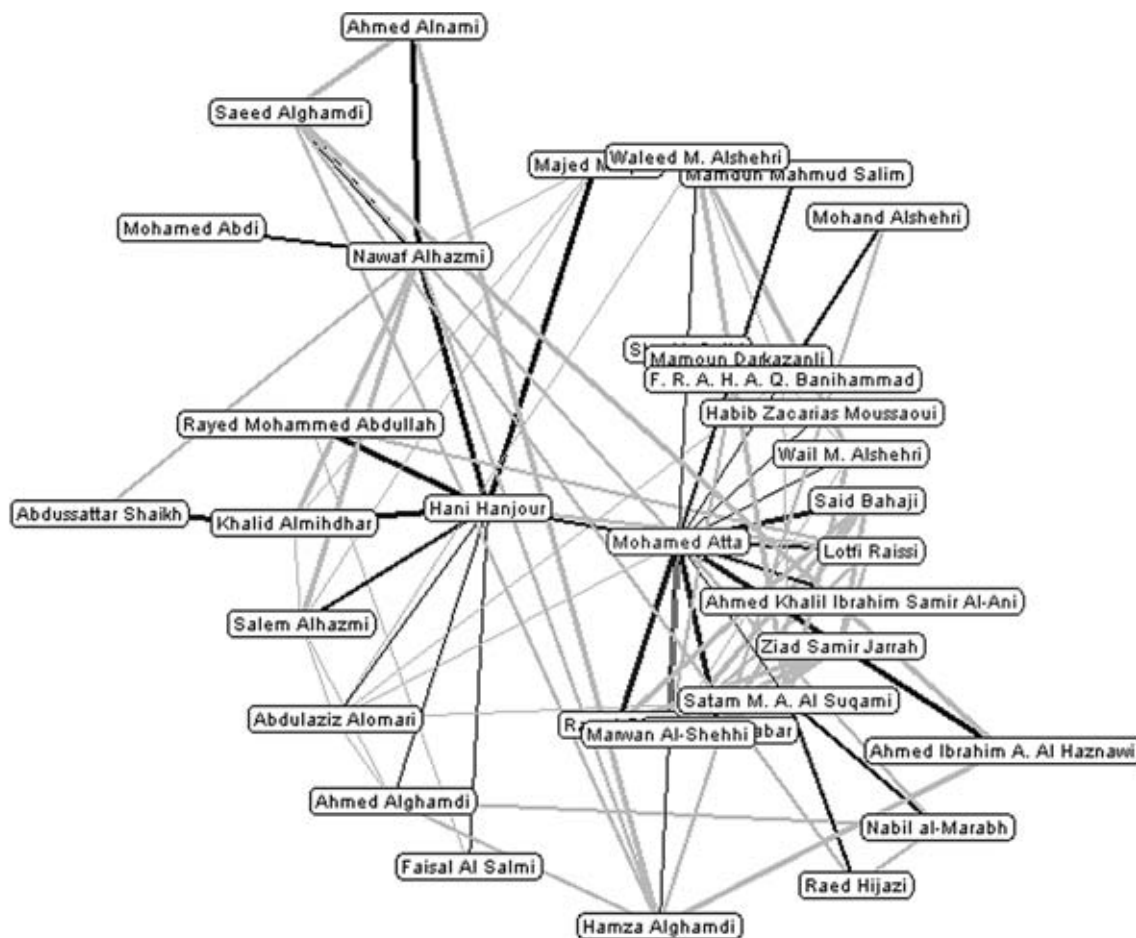 Ahmed Alnami
Saeed Alghamdi
Waleed M. Alshehri
Majed
Mamdun Mahmud Salim
Mohand Alshehri
Mohamed Abdi
Nawaf Alhazmi
Mamoun Darkazanli
F. R. A. H. A. Q. Banihammad
Habib Zacarias Moussaoui
Rayed Mohammed Abdullah
Wail M. Alshehri
Said Bahaji
Abdussattar Shaikh
Khalid Almihdhar
Hani Hanjour
Mohamed Atta
Lotfi Raissi
Ahmed Khalil Ibrahim Samir Al-Ani
Salem Alhazmi
Ziad Samir Jarrah
Satam M. A. Al Suqami
Abdulaziz Alomari
Marwan Al-Shehhi
Ahmed Ibrahim A. Al Haznawi
Ahmed Alghamdi
Nabil al-Marabh
Faisal Al Salmi
Raed Hijazi
Hamza Alghamdi